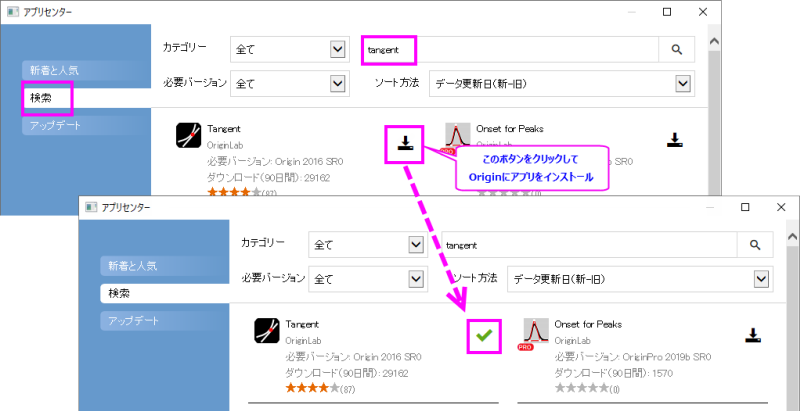 アプリセンター
カテゴリー 全て tangent
新着と人気
必要バージョン 全て ソート方法 データ更新日(新-旧)
検索
アップデート
Tangent
OriginLab
必要バージョン: Origin 2016 SR0
ダウンロード(90日間): 29162
(87)
Onset for Peaks
OriginLab
PRO
このボタンをクリックして
Originにアプリをインストール
b SR0
(0)
アプリセンター
カテゴリー 全て tangent
新着と人気
必要バージョン 全て ソート方法 データ更新日(新-旧)
検索
アップデート
Tangent
OriginLab
必要バージョン: Origin 2016 SR0
ダウンロード(90日間): 29162
(87)
Onset for Peaks
OriginLab
PRO
必要バージョン: OriginPro 2019b SR0
ダウンロード(90日間): 1570
(0)